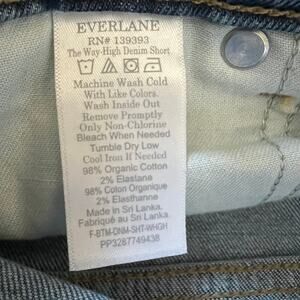 EVERLANE
RN# 139393
The Way-High Denim Short
Machine Wash Cold
With Like Colors.
Wash Inside Out
Remove Promptly
Only Non-Chlorine
Bleach When Needed
Tumble Dry Low
Cool Iron If Needed
98% Organic Cotton
2% Elastane
98% Coton Organique
2% Elasthanne
Made in Sri Lanka.
Fabriqué au Sri Lanka.
F-BTM-DNM-SHT-WHGH
PP3287749438